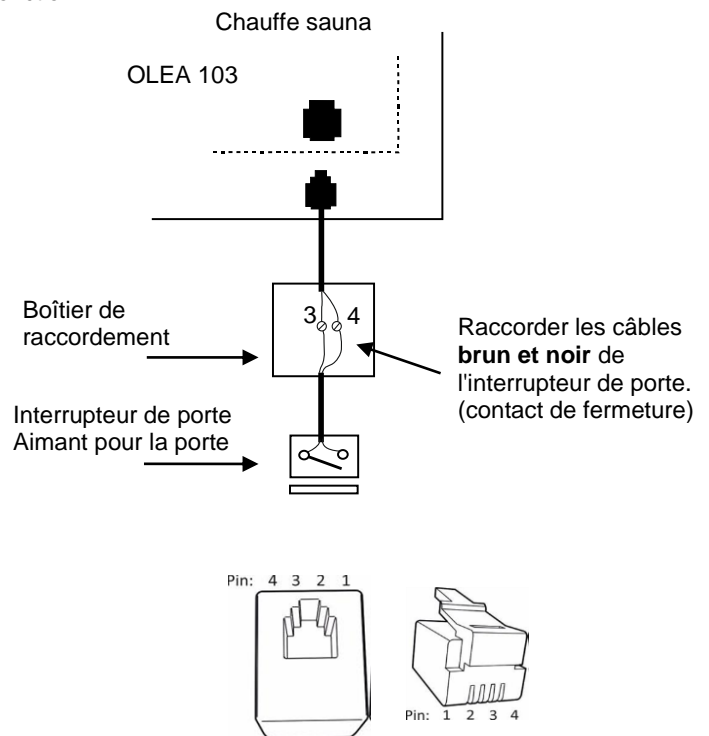 Chauffe sauna
OLEA 103
3 4
Boîtier de
raccordement
Raccorder les câbles
brun et noir de
l'interrupteur de porte.
(contact de fermeture)
Interrupteur de porte
Aimant pour la porte
Pin: 4 3 2 1
Pin: 1 2 3 4